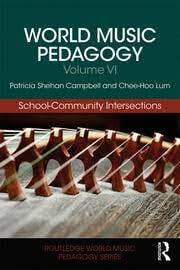 WORLD MUSIC
PEDAGOGY
Volume VI
Patricia Shehan Campbell and Chee-Hoo Lum
School-Community Intersections
ROUTLEDGE WORLD MUSIC
PEDAGOGY SERIES
R